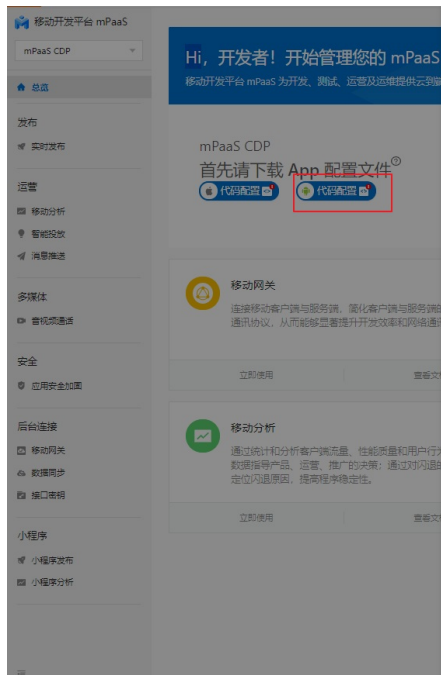 移动开发平台 mPaaS
mPaaS CDP
总览
发布
实时发布
运营
移动分析
智能投放
消息推送
多媒体
音视频通话
安全
应用安全加固
后台连接
移动网关
数据同步
接口密钥
小程序
小程序发布
小程序分析
Hi，开发者！开始管理您的 mPaaS
移动开发平台 mPaaS 为开发、测试、运营及运维提供云到端
mPaaS CDP
首先请下载 App 配置文件
代码配置
代码配置
移动网关
连接移动客户端与服务端，简化客户端与服务端的
通讯协议，从而能够显著提升开发效率和网络通讯
立即使用
查看文档
移动分析
通过统计和分析客户端流量、性能质量和用户行为
数据指导产品、运营、推广的决策；通过对闪退的
定位闪退原因、提高程序稳定性。
立即使用
查看文档